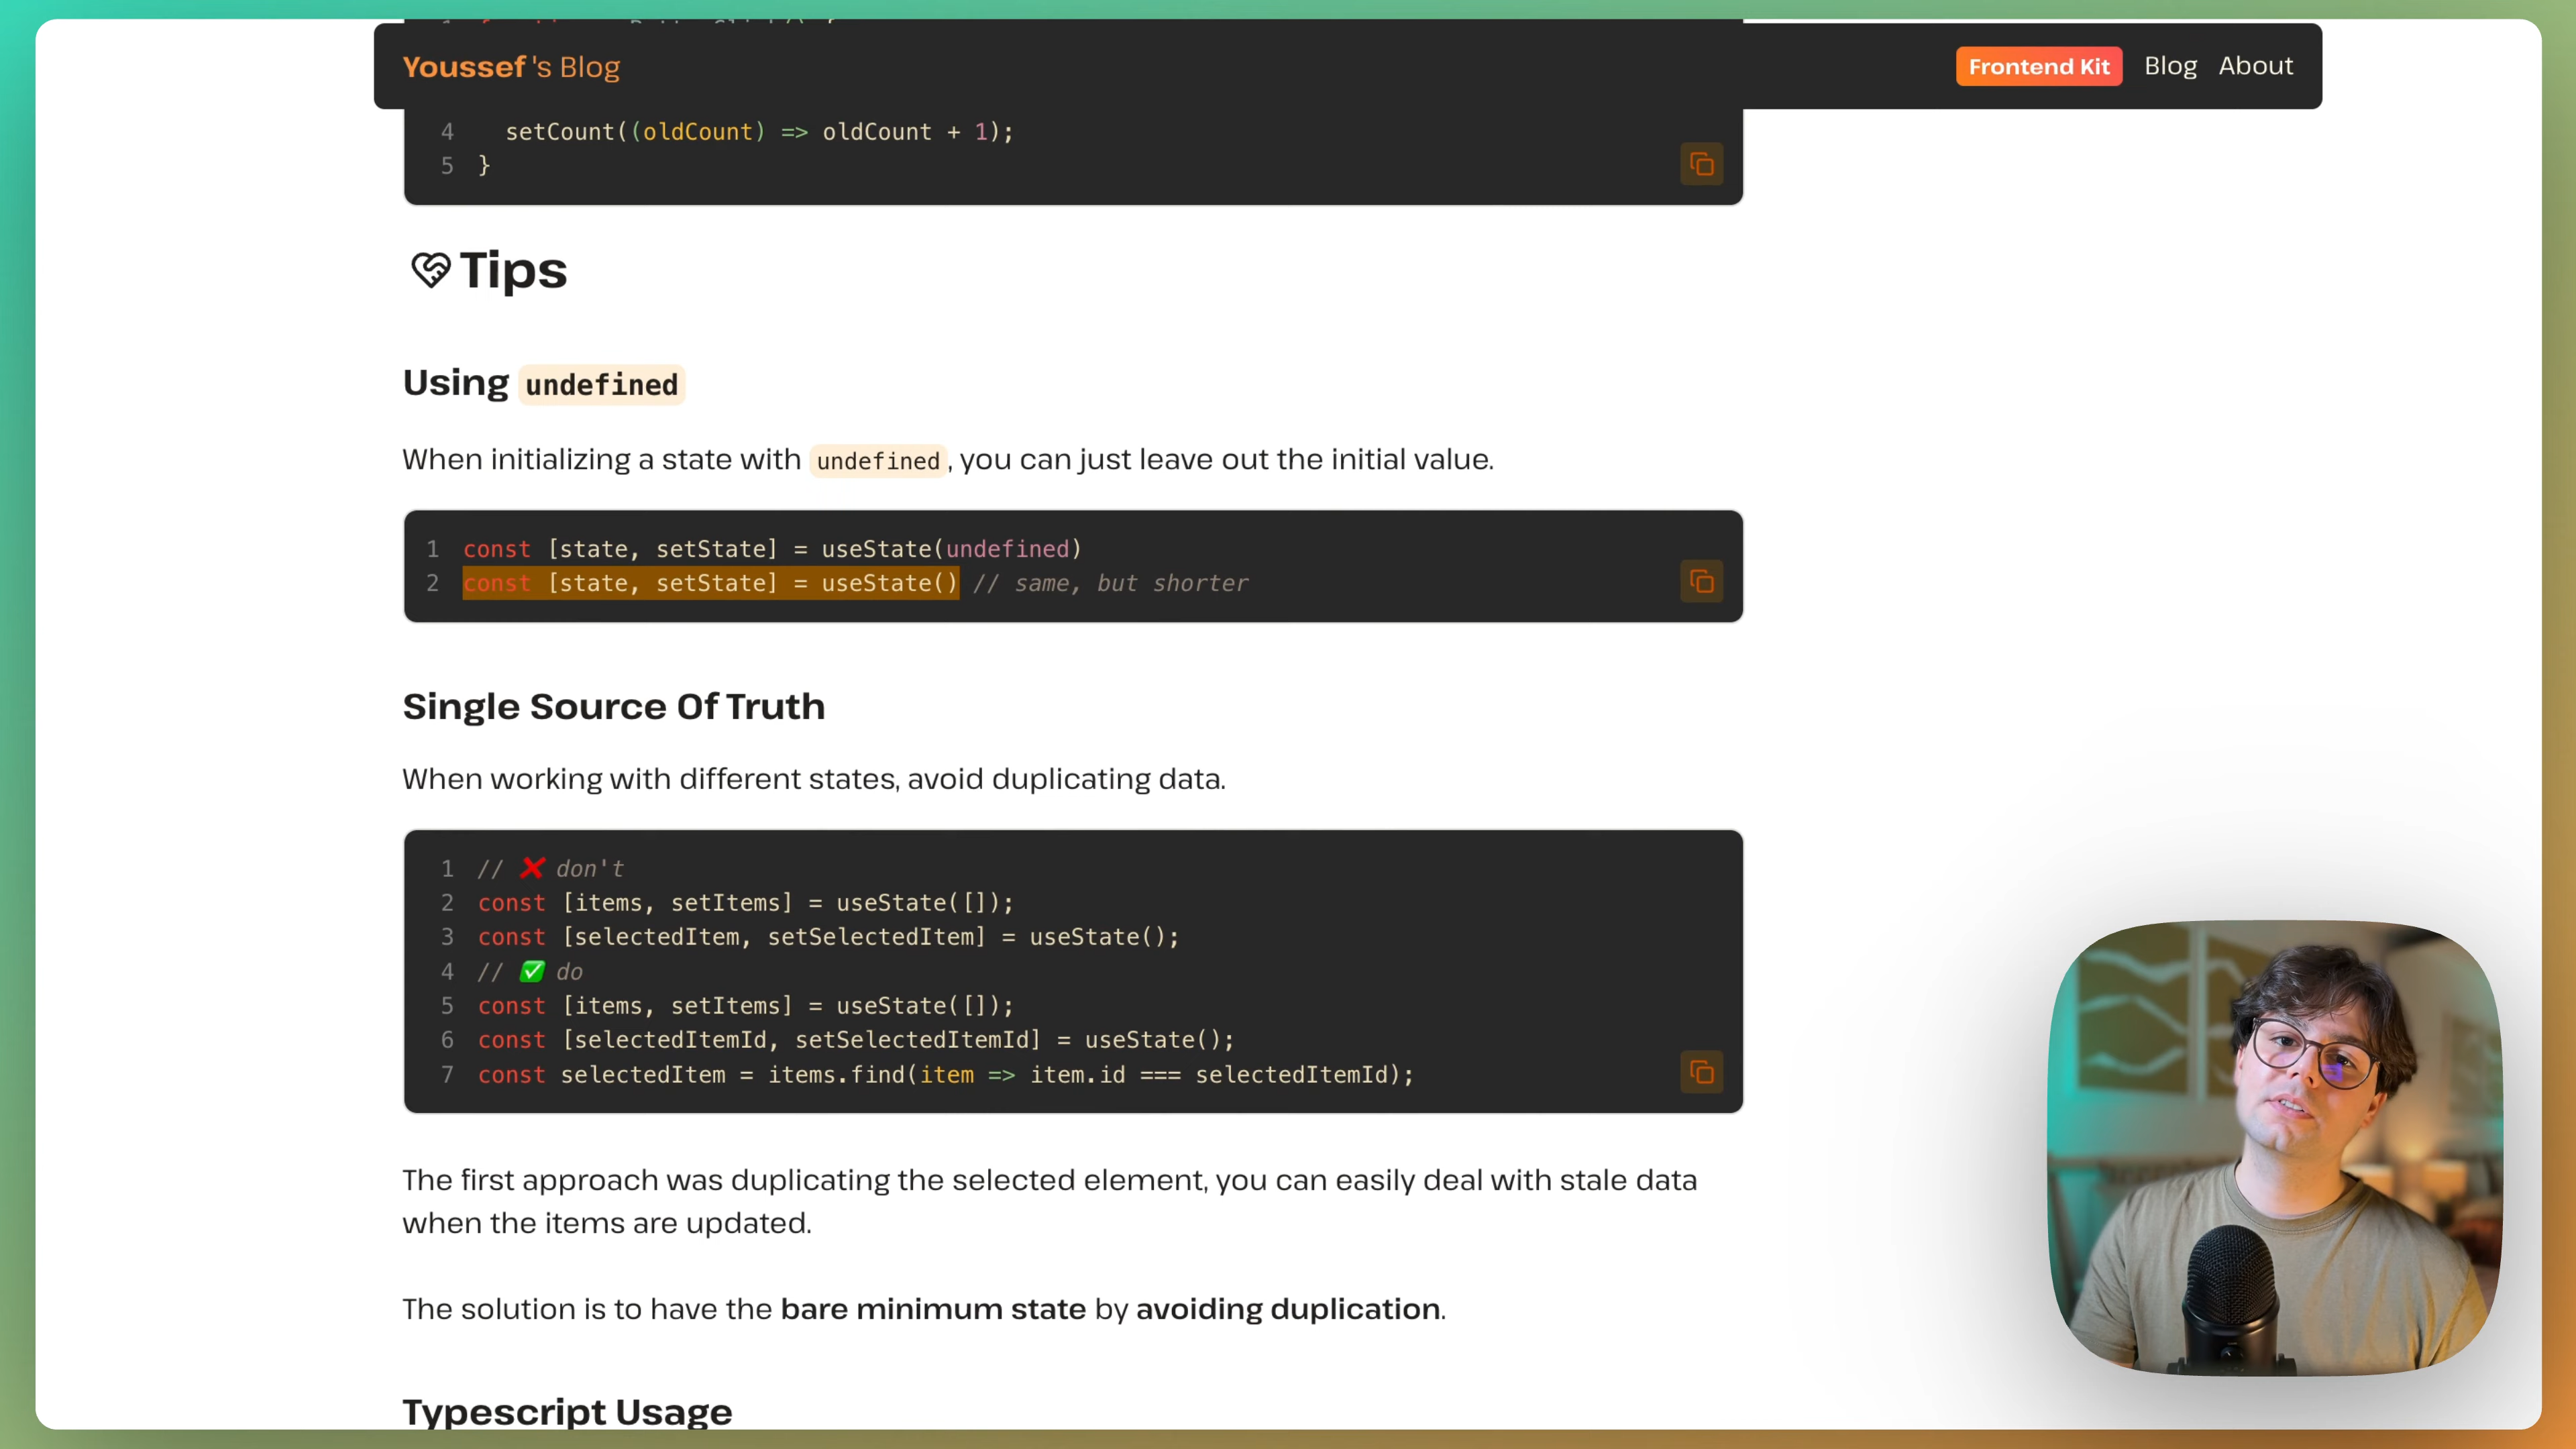 Youssef's Blog
Frontend Kit
Blog
About
4 setCount((oldCount) => oldCount + 1);
5 }
Tips
Using undefined
When initializing a state with undefined, you can just leave out the initial value.
1 const [state, setState] = useState(undefined)
2 const [state, setState] = useState() // same, but shorter
Single Source Of Truth
When working with different states, avoid duplicating data.
1 // ❌ don't
2 const [items, setItems] = useState([]);
3 const [selectedItem, setSelectedItem] = useState();
4 // ✅ do
5 const [items, setItems] = useState([]);
6 const [selectedItemId, setSelectedItemId] = useState();
7 const selectedItem = items.find(item => item.id === selectedItemId);
The first approach was duplicating the selected element, you can easily deal with stale data
when the items are updated.
The solution is to have the bare minimum state by avoiding duplication.
Typescript Usage